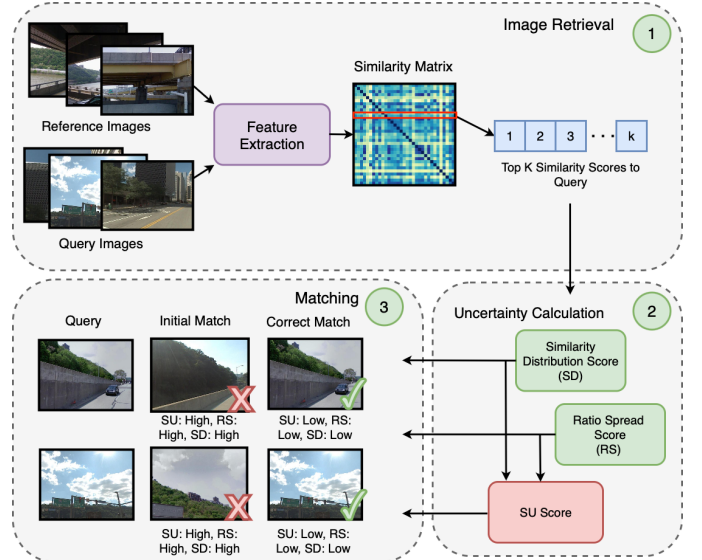 Image Retrieval
1
Reference Images
Feature
Extraction
Similarity Matrix
1 2 3 ... k
Top K Similarity Scores to
Query
Query Images
Matching
3
Query
Initial Match
Correct Match
SU: High, RS:
High, SD: High
SU: Low, RS:
Low, SD: Low
SU: High, RS:
High, SD: High
SU: Low, RS:
Low, SD: Low
Uncertainty Calculation
2
Similarity
Distribution Score
(SD)
Ratio Spread
Score
(RS)
SU Score